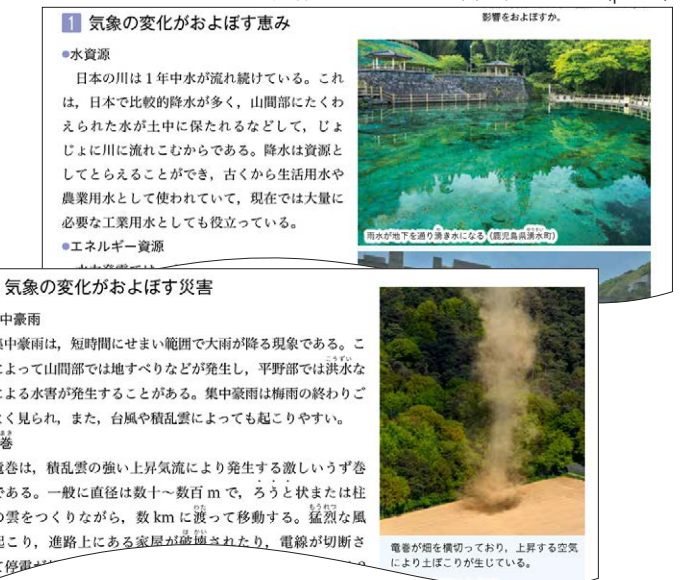 影響をおよぼすか。
1 気象の変化がおよぼす恵み
●水資源
日本の川は1年中水が流れ続けている。これ
は，日本で比較的降水が多く，山間部にたくわ
えられた水が土中に保たれるなどして，じょ
じょに川に流れこむからである。降水は資源と
してとらえることができ，古くから生活用水や
農業用水として使われていて，現在では大量に
必要な工業用水としても役立っている。
●エネルギー資源
雨水が地下を通り湧き水になる（鹿児島県湧水町）
気象の変化がおよぼす災害
中豪雨
中豪雨は，短時間にせまい範囲で大雨が降る現象である。こ
よって山間部では地すべりなどが発生し，平野部では洪水な
による水害が発生することがある。集中豪雨は梅雨の終わりご
よく見られ，また，台風や積乱雲によっても起こりやすい。
巻
竜巻は，積乱雲の強い上昇気流により発生する激しいうず巻
である。一般に直径は数十～数百 m で，ろうと状または柱
の雲をつくりながら，数 km に渡って移動する。猛烈な風
起こり，進路上にある家屋が破壊されたり，電線が切断さ
竜巻が畑を横切っており，上昇する空気
により土ぼこりが生じている。